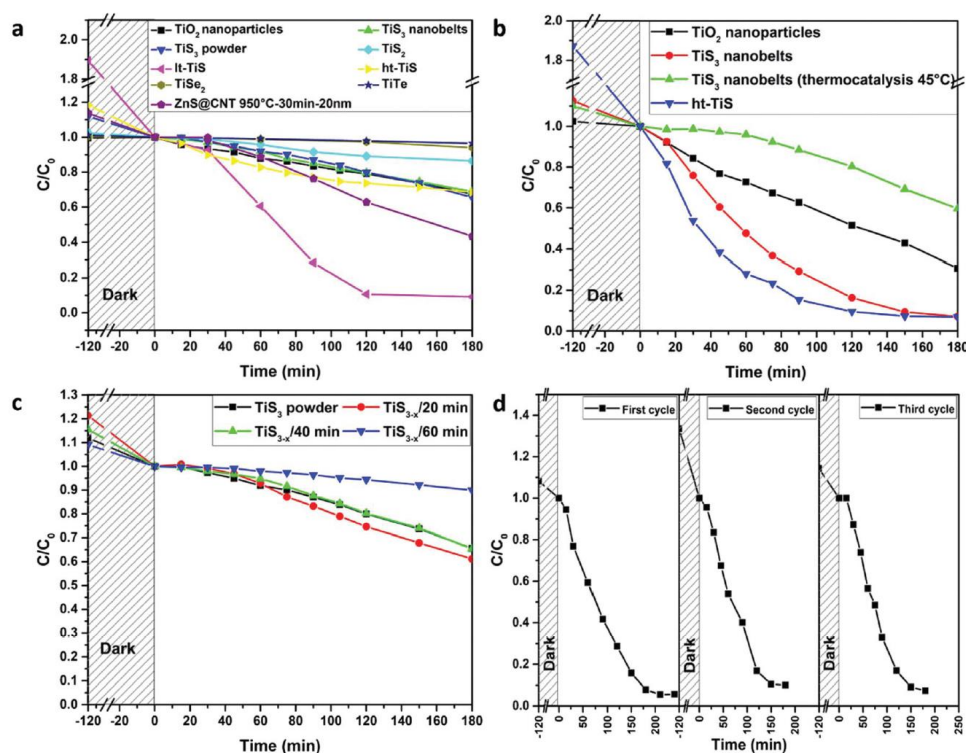 a
TiO₂ nanoparticles
TiS₃ nanobelts
TiS₃ powder
TiS₂
lt-TiS
ht-TiS
TiSe₂
TiTe
ZnS@CNT 950°C-30min-20nm
2.0
1.9
1.8
1.2
1.0
0.8
0.6
0.4
0.2
0.0
C/C₀
Dark
-120 -20 0 20 40 60 80 100 120 140 160 180
Time (min)
b
TiO₂ nanoparticles
TiS₃ nanobelts
TiS₃ nanobelts (thermocatalysis 45°C)
ht-TiS
2.0
1.8
1.2
1.0
0.8
0.6
0.4
0.2
0.0
C/C₀
Dark
-120 -20 0 20 40 60 80 100 120 140 160 180
Time (min)
c
TiS₃ powder
TiS₃₋ₓ/20 min
TiS₃₋ₓ/40 min
TiS₃₋ₓ/60 min
1.3
1.2
1.1
1.0
0.9
0.8
0.7
0.6
0.5
0.4
0.3
0.2
0.1
0.0
C/C₀
Dark
-120 -20 0 20 40 60 80 100 120 140 160 180
Time (min)
d
First cycle
Second cycle
Third cycle
1.4
1.2
1.0
0.8
0.6
0.4
0.2
0.0
C/C₀
Dark
Dark
Dark
-120 0 50 100 150 200 -120 0 50 100 150 200 -120 0 50 100 150 200 250
Time (min)